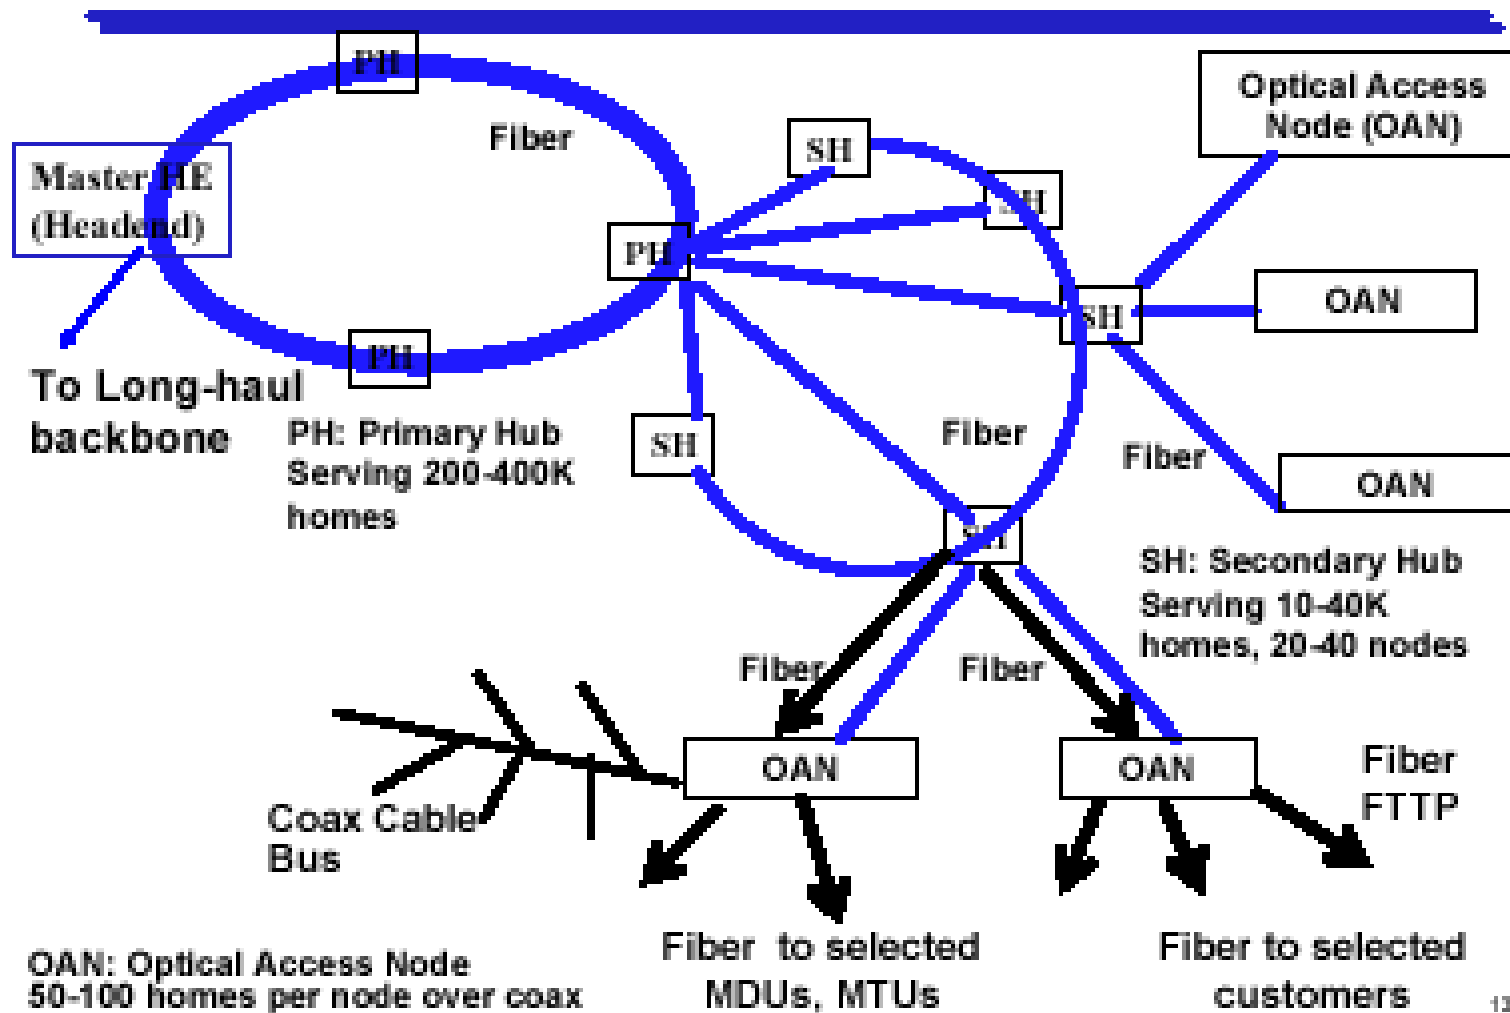 PH
Fiber
Optical Access
Node (OAN)
SH
Master HE
(Headend)
SH
PH
OAN
SH
PH
To Long-haul
backbone
PH: Primary Hub
Serving 200-400K
homes
SH
Fiber
Fiber
OAN
SH
SH: Secondary Hub
Serving 10-40K
homes, 20-40 nodes
Fiber
Fiber
OAN
OAN
Fiber
FTTP
Coax Cable
Bus
Fiber to selected
MDUs, MTUs
Fiber to selected
customers
OAN: Optical Access Node
50-100 homes per node over coax